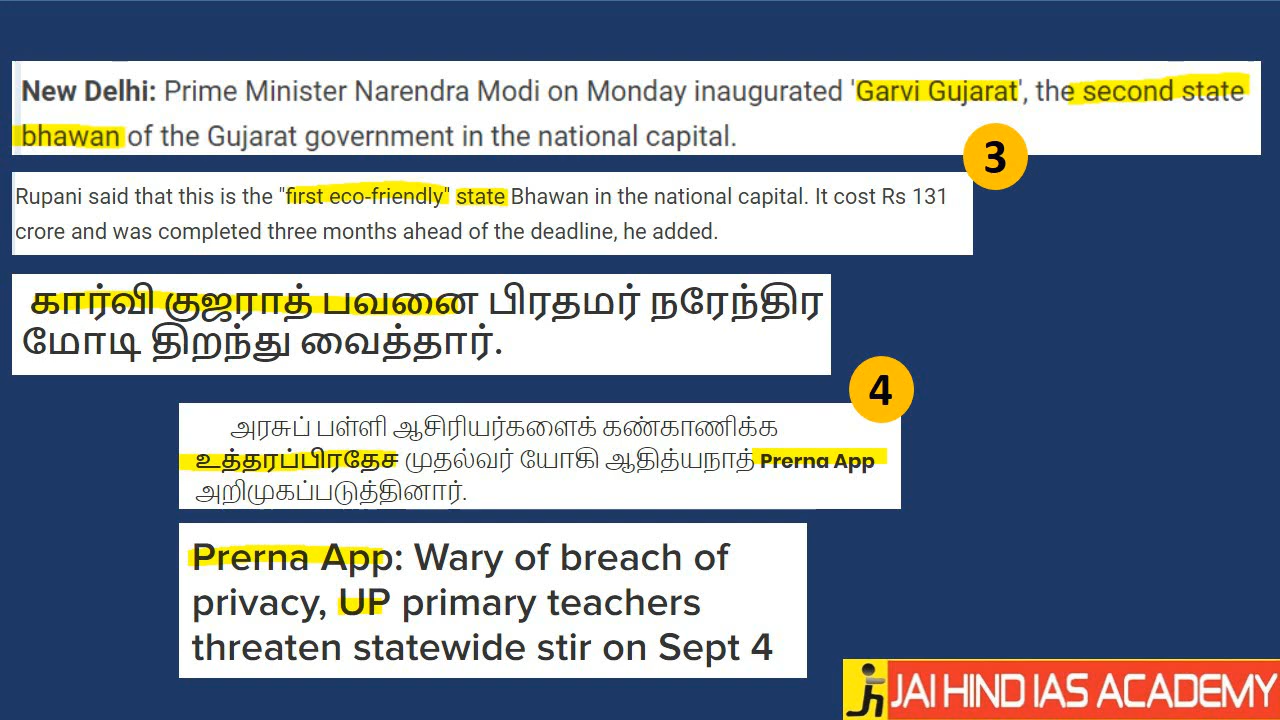 New Delhi: Prime Minister Narendra Modi on Monday inaugurated 'Garvi Gujarat', the second state
bhawan of the Gujarat government in the national capital.
3
Rupani said that this is the "first eco-friendly" state Bhawan in the national capital. It cost Rs 131
crore and was completed three months ahead of the deadline, he added.
கார்வி குஜராத் பவனை பிரதமர் நரேந்திர
மோடி திறந்து வைத்தார்.
4
அரசுப் பள்ளி ஆசிரியர்களைக் கண்காணிக்க
உத்தரப்பிரதேச முதல்வர் யோகி ஆதித்யநாத் Prerna App
அறிமுகப்படுத்தினார்.
Prerna App: Wary of breach of
privacy, UP primary teachers
threaten statewide stir on Sept 4
JAI HIND IAS ACADEMY